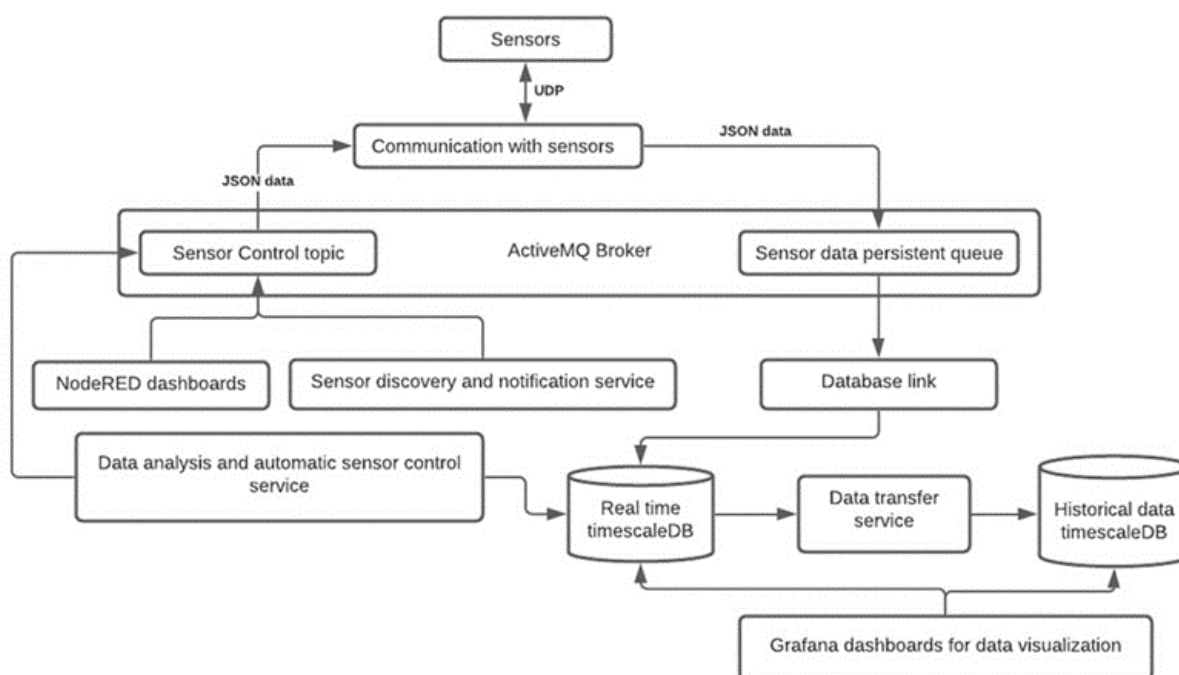 Sensors
UDP
Communication with sensors
JSON data
JSON data
Sensor Control topic
ActiveMQ Broker
Sensor data persistent queue
NodeRED dashboards
Sensor discovery and notification service
Database link
Data analysis and automatic sensor control
service
Real time
timescaleDB
Data transfer
service
Historical data
timescaleDB
Grafana dashboards for data visualization